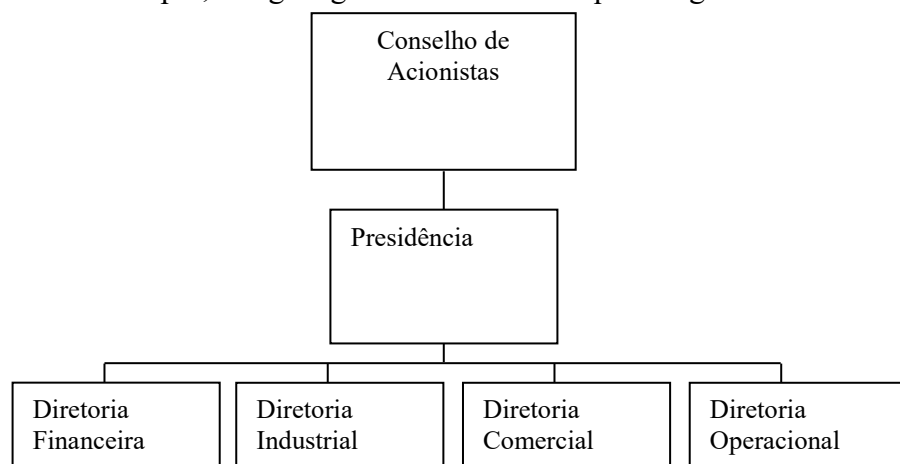 Conselho de
Acionistas
Presidência
Diretoria
Financeira
Diretoria
Industrial
Diretoria
Comercial
Diretoria
Operacional